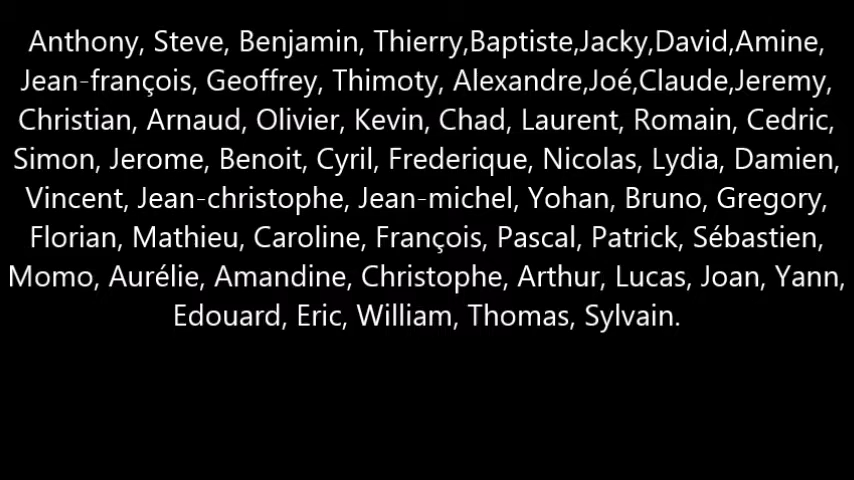 Anthony, Steve, Benjamin, Thierry,Baptiste,Jacky,David,Amine,
Jean-françois, Geoffrey, Thimoty, Alexandre,Joé,Claude,Jeremy,
Christian, Arnaud, Olivier, Kevin, Chad, Laurent, Romain, Cedric,
Simon, Jerome, Benoit, Cyril, Frederique, Nicolas, Lydia, Damien,
Vincent, Jean-christophe, Jean-michel, Yohan, Bruno, Gregory,
Florian, Mathieu, Caroline, François, Pascal, Patrick, Sébastien,
Momo, Aurélie, Amandine, Christophe, Arthur, Lucas, Joan, Yann,
Edouard, Eric, William, Thomas, Sylvain.